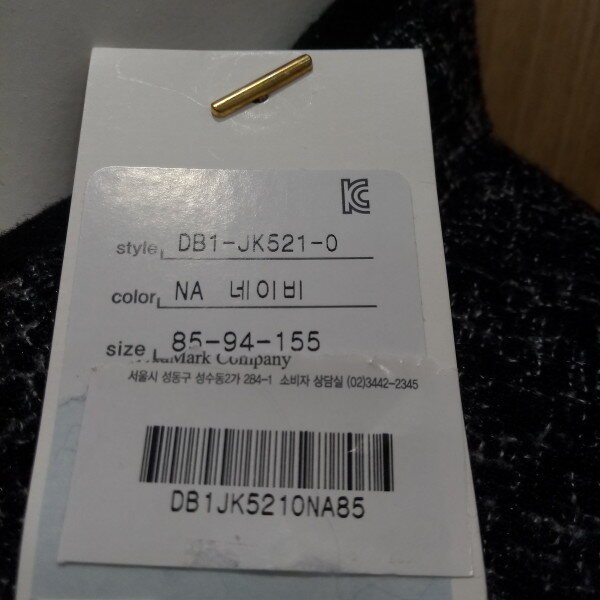 style DB1-JK521-0
color NA 네이비
size 85-94-155
Mark Company
서울시 성동구 성수동2가 284-1 소비자 상담실 (02)3442-2345
DB1JK5210NA85